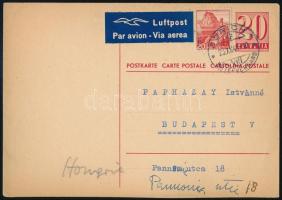 Luftpost
Par avion - Via aerea
20
HELVETIA
POSTKARTE CARTE POSTALE CARTOLINA POSTALE
PAPHAZAY Istvánné
BUDAPEST V
Pannonia utca 18
Hongrie
Pannonia utca 18